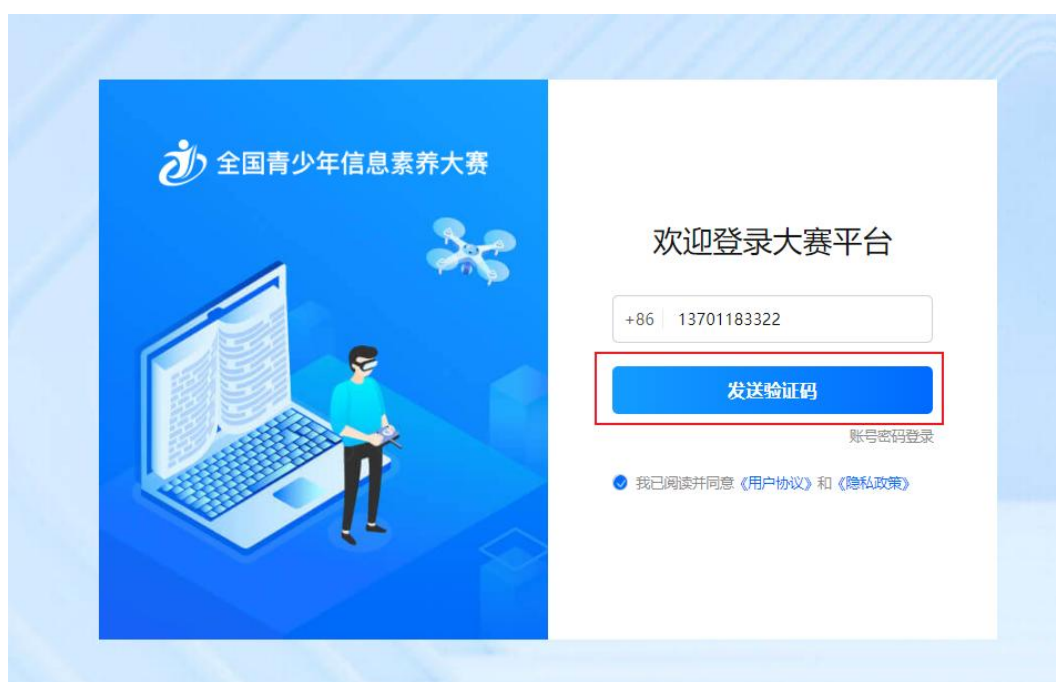 全国青少年信息素养大赛
欢迎登录大赛平台
+86 13701183322
发送验证码
账号密码登录
我已阅读并同意《用户协议》和《隐私政策》